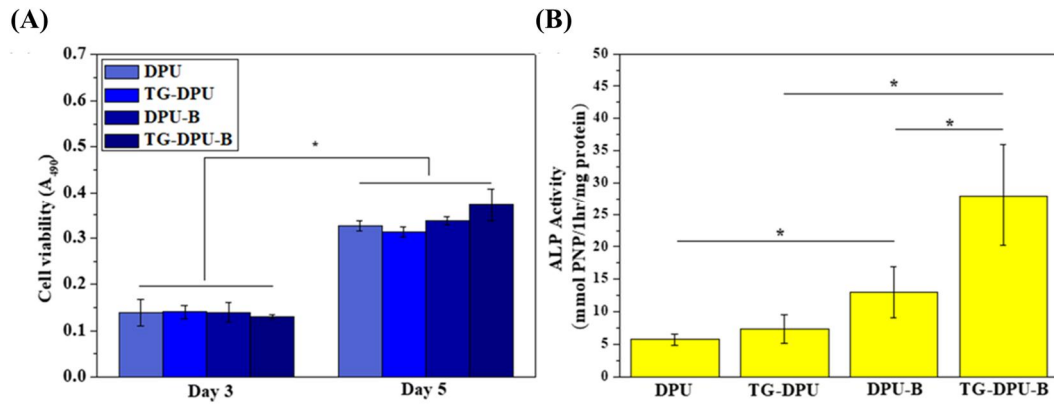 (A)
Cell viability (A490)
0.7
0.6
0.5
0.4
0.3
0.2
0.1
0.0
DPU
TG-DPU
DPU-B
TG-DPU-B
*
Day 3
Day 5
(B)
ALP Activity
(mmol PNP/1hr/mg protein)
50
45
40
35
30
25
20
15
10
5
0
*
*
*
DPU
TG-DPU
DPU-B
TG-DPU-B